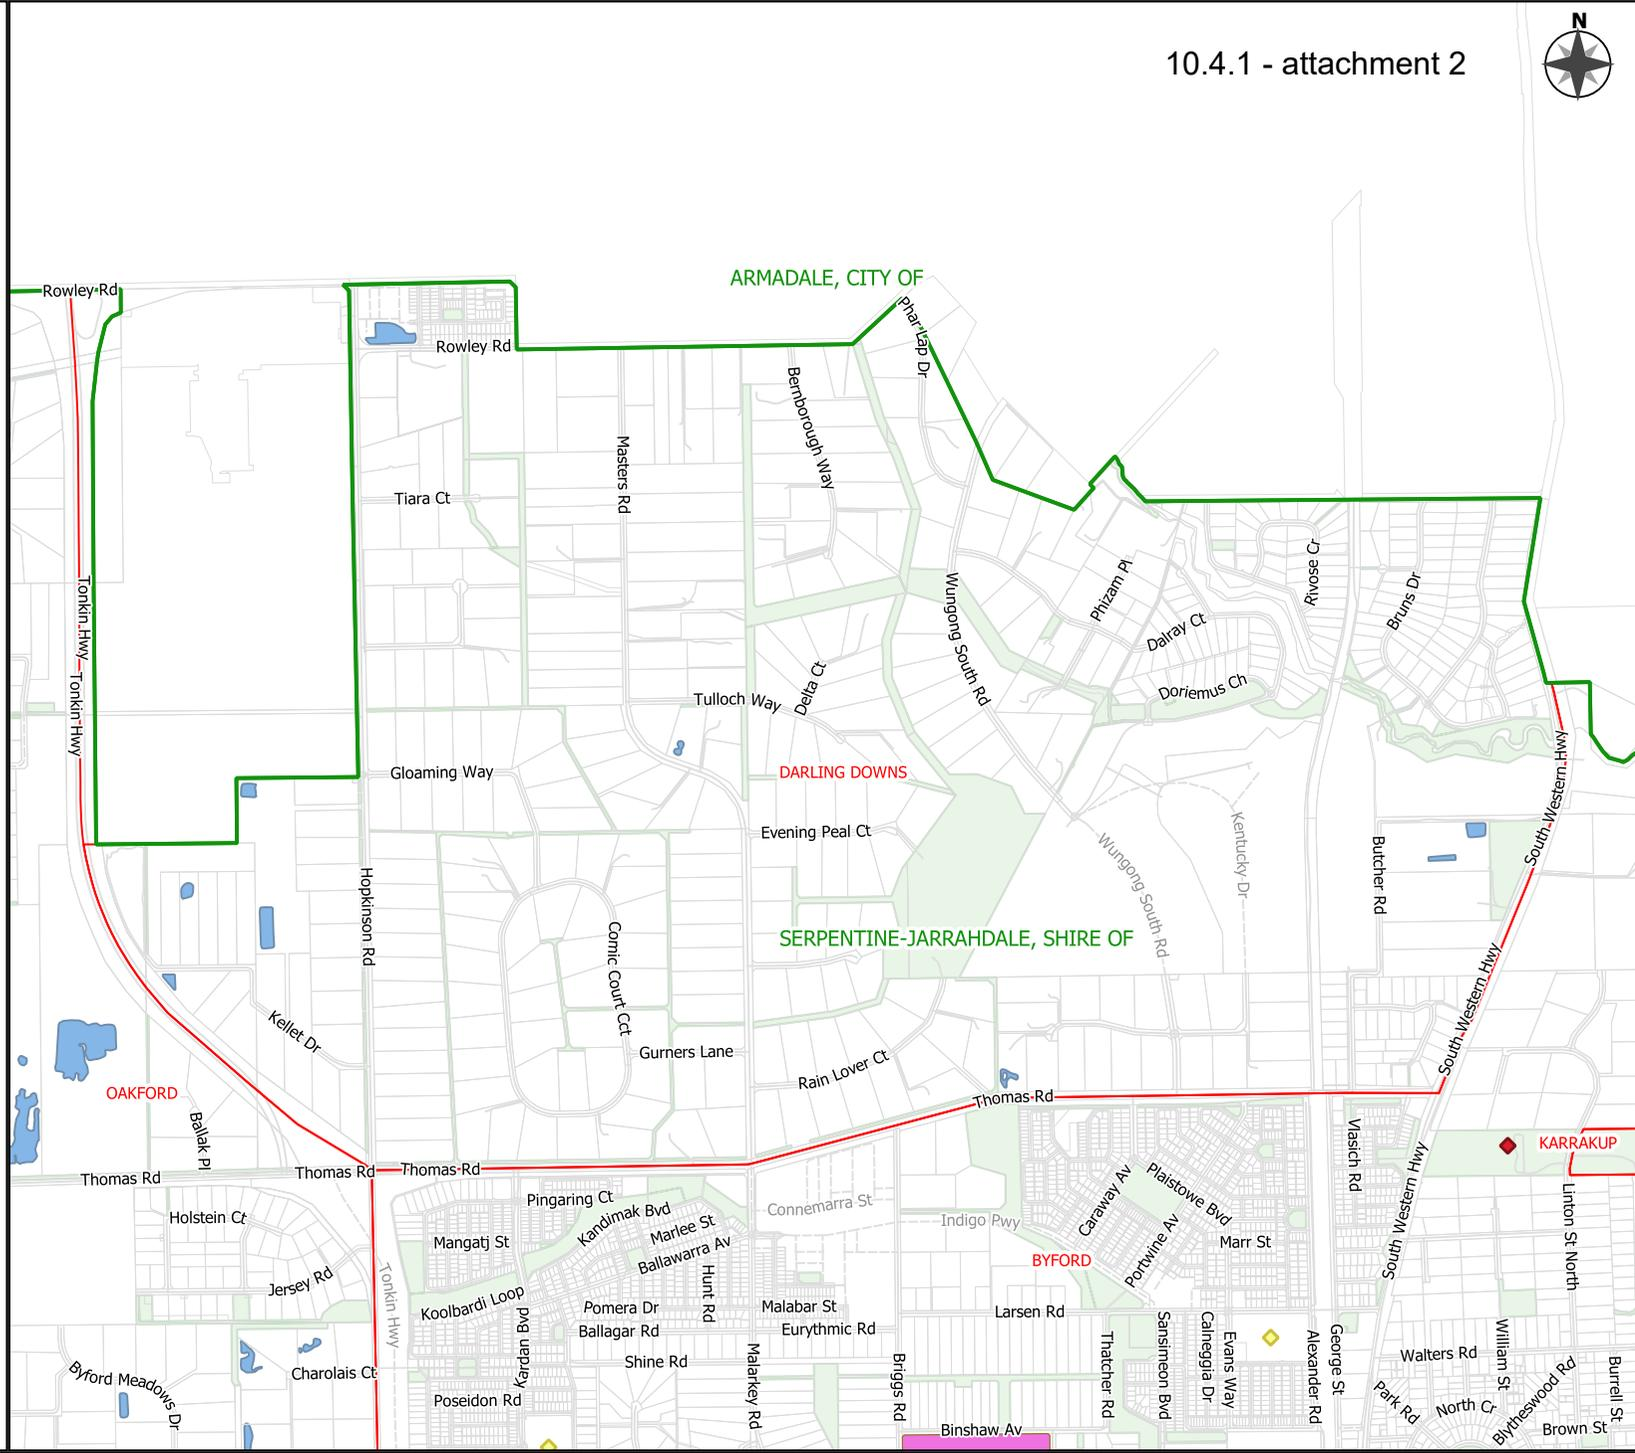 N
10.4.1 - attachment 2
ARMADALE, CITY OF
Rowley Rd
Phar Lap Dr
Rowley Rd
Bernborough Way
Masters Rd
Tiara Ct
Rivose Cr
Phizam Pl
Bruns Dr
Tonkin Hwy
Wungong South Rd
Dalray Ct
Delta Ct
Doriemus Ch
Tulloch Way
Tonkin Hwy
South Western Hwy
Gloaming Way
DARLING DOWNS
Evening Peal Ct
Kentucky Dr
Wungong South Rd
Butcher Rd
South Western Hwy
Hopkinson Rd
Comic Court Cct
SERPENTINE-JARRAHDALE, SHIRE OF
South Western Hwy
Kellet Dr
Gurners Lane
Rain Lover Ct
South Western Hwy
OAKFORD
Thomas Rd
Ballak Pl
Vlasich Rd
KARRAKUP
Thomas Rd
Thomas Rd
Thomas Rd
South Western Hwy
Pingaring Ct
Caraway Av
Plaistowe Bvd
Connemarra St
Kandimak Bvd
Holstein Ct
Marlee St
Indigo Pwy
Linton St North
Mangatj St
Ballawarra Av
Portwine Av
Marr St
BYFORD
Jersey Rd
Tonkin Hwy
Koolbardi Loop
Hunt Rd
Pomera Dr
Malabar St
Larsen Rd
Kardan Bvd
Ballagar Rd
Eurythmic Rd
Thatcher Rd
Sansimeon Bvd
Calneggia Dr
Evans Way
Alexander Rd
George St
William St
Walters Rd
Shine Rd
Byford Meadows Dr
Charolais Ct
Malarkey Rd
Briggs Rd
Burrell St
Poseidon Rd
Park Rd
North Cr
Blytheswood Rd
Binshaw Av
Brown St